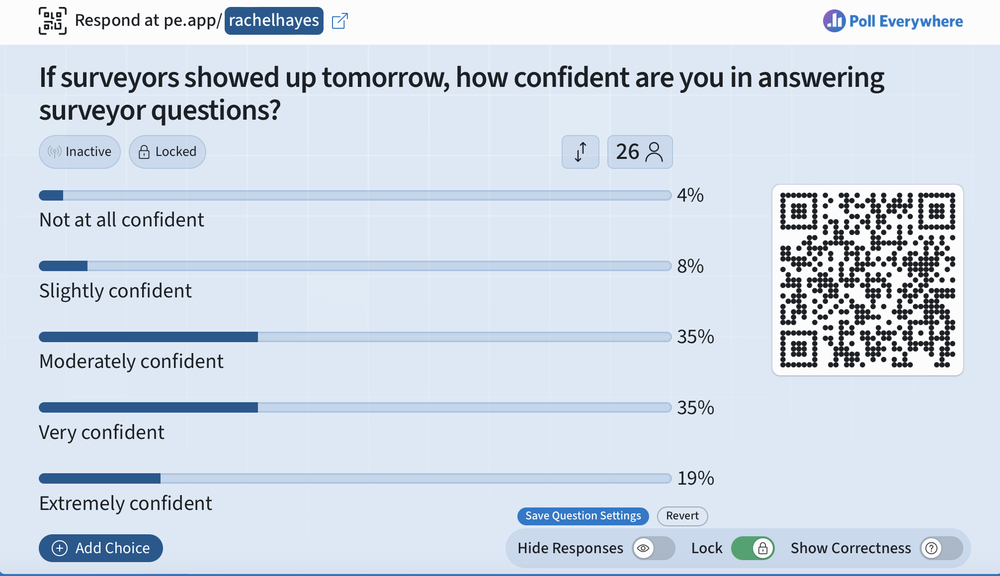 Respond at pe.app/ rachelhayes
Poll Everywhere
If surveyors showed up tomorrow, how confident are you in answering
surveyor questions?
Inactive
Locked
26
4%
Not at all confident
8%
Slightly confident
35%
Moderately confident
35%
Very confident
19%
Extremely confident
Save Question Settings
Revert
Add Choice
Hide Responses
Lock
Show Correctness